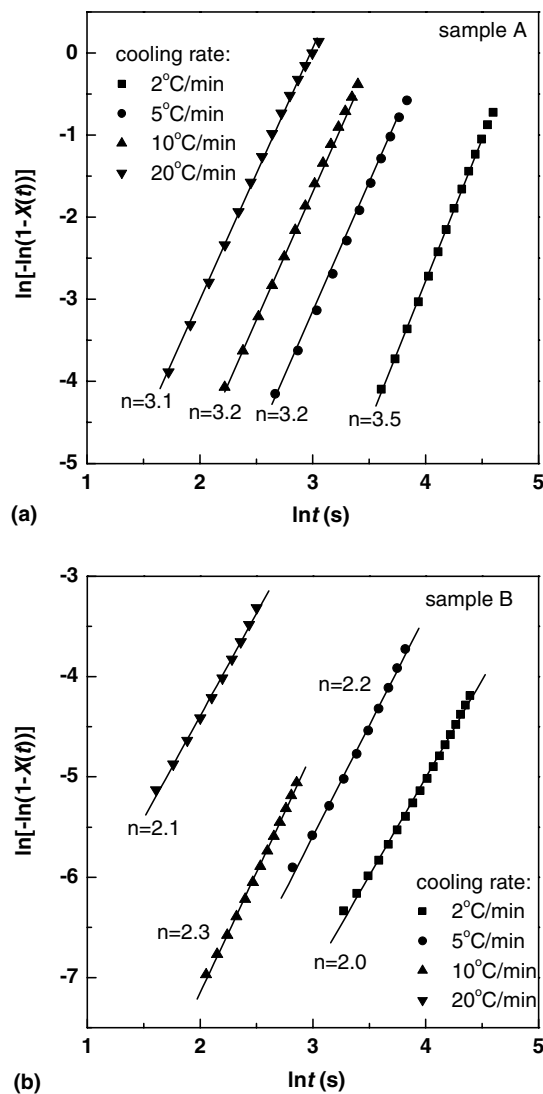 sample A
cooling rate:
2°C/min
5°C/min
10°C/min
20°C/min
0
-1
-2
-3
-4
-5
ln[-ln(1-X(t))]
n=3.1
n=3.2
n=3.2
n=3.5
1
2
3
4
5
(a)
lnt (s)
-3
-4
-5
-6
-7
ln[-ln(1-X(t))]
sample B
n=2.2
n=2.1
n=2.3
n=2.0
cooling rate:
2°C/min
5°C/min
10°C/min
20°C/min
1
2
3
4
5
(b)
lnt (s)